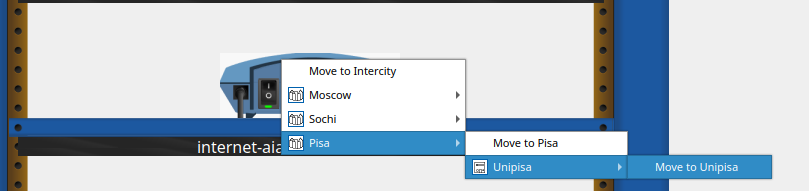 Move to Intercity
Moscow
Sochi
internet-aia
Pisa
Move to Pisa
Unipisa
Move to Unipisa